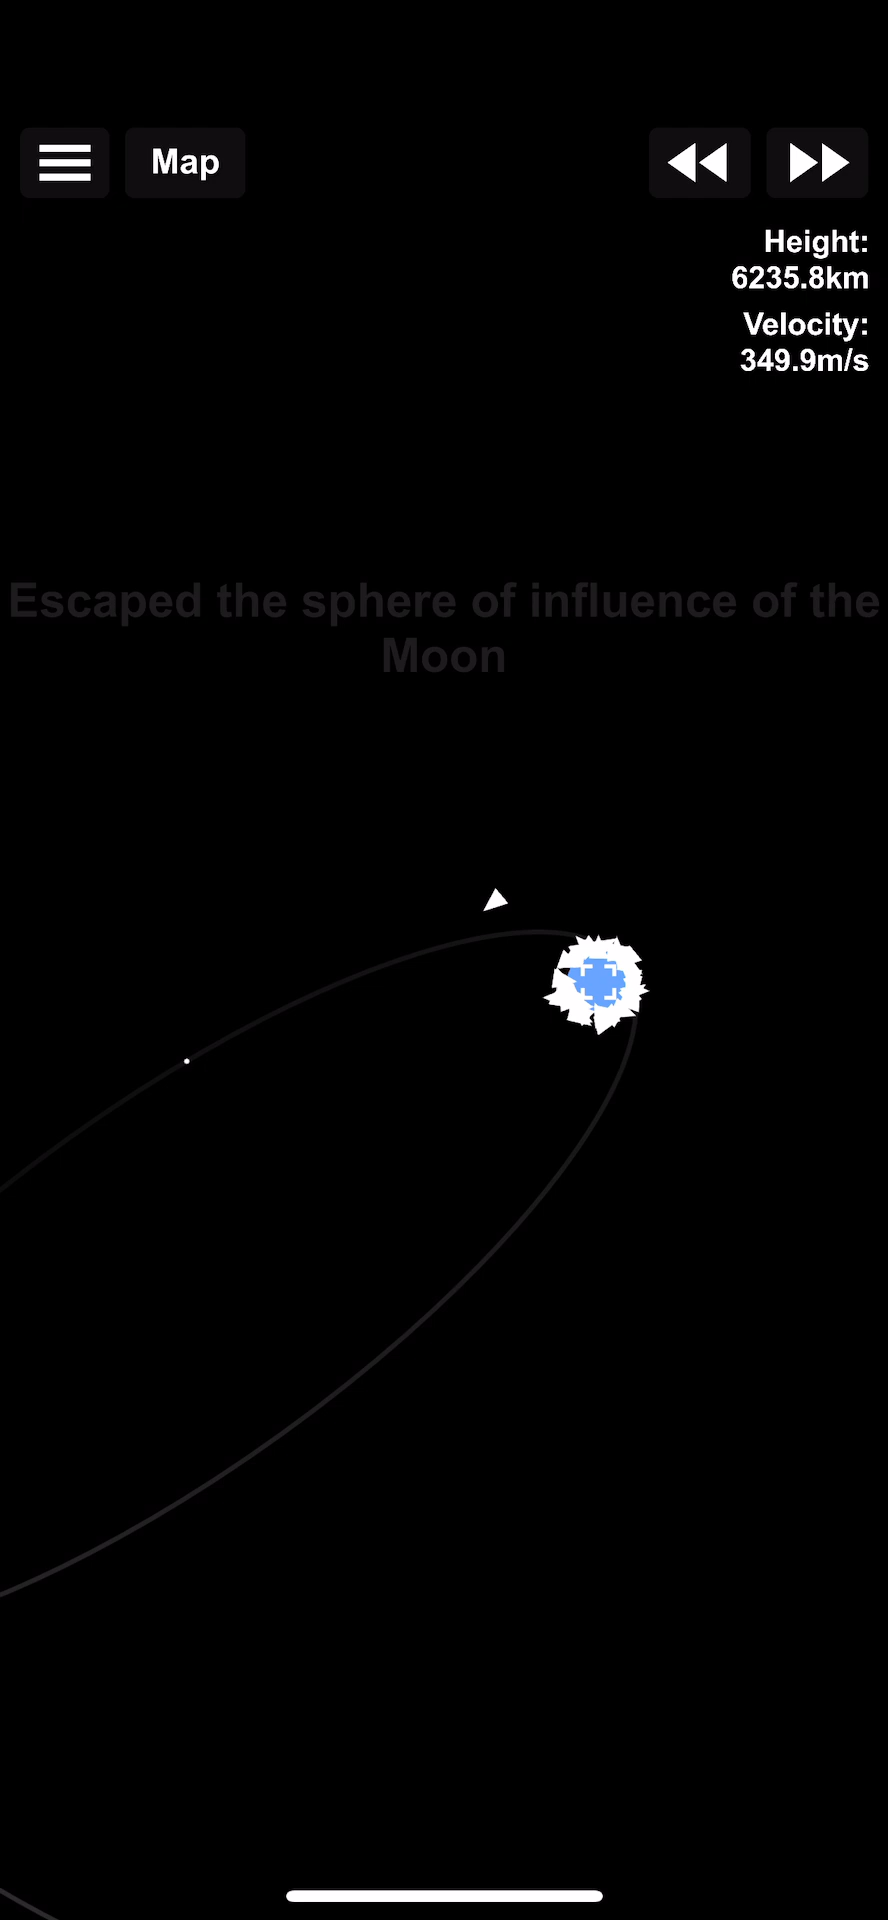 Map
Height:
6235.8km
Velocity:
349.9m/s
Escaped the sphere of influence of the
Moon